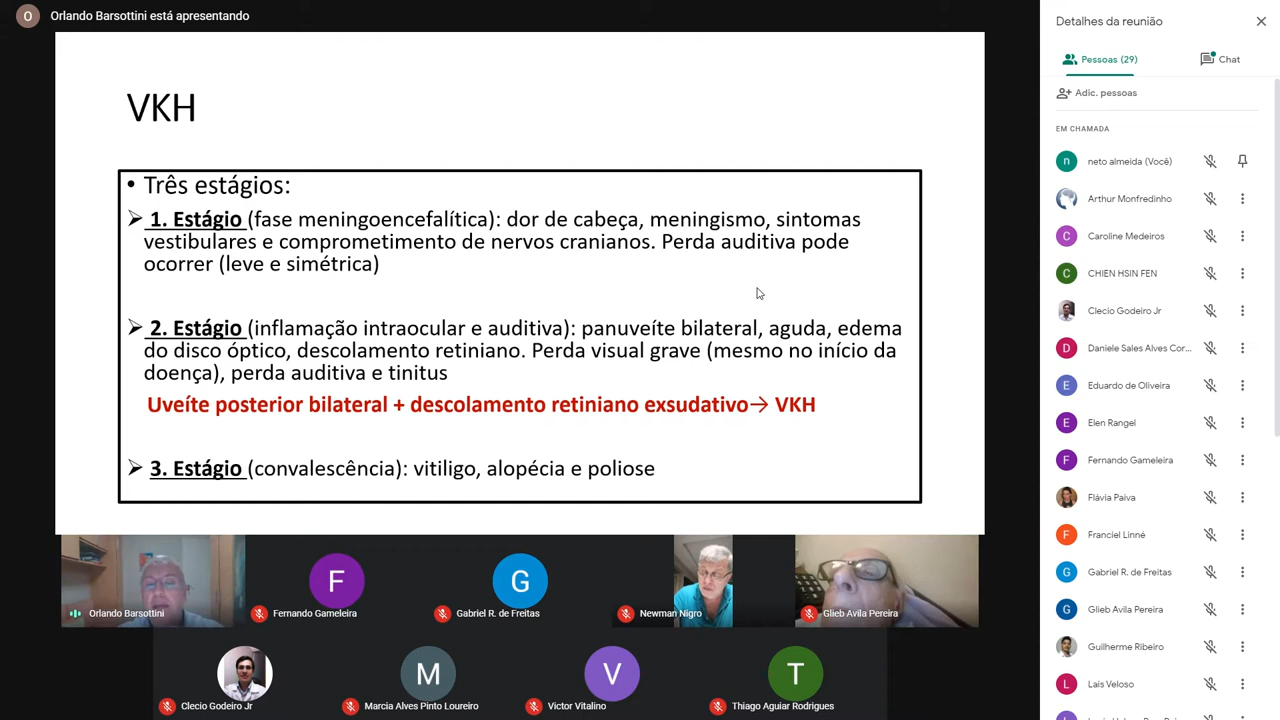 O
Orlando Barsottini está apresentando
VKH
• Três estágios:
1. Estágio (fase meningoencefalítica): dor de cabeça, meningismo, sintomas
vestibulares e comprometimento de nervos cranianos. Perda auditiva pode
ocorrer (leve e simétrica)
2. Estágio (inflamação intraocular e auditiva): panuveíte bilateral, aguda, edema
do disco óptico, descolamento retiniano. Perda visual grave (mesmo no início da
doença), perda auditiva e tinitus
Uveíte posterior bilateral + descolamento retiniano exsudativo→ VKH
3. Estágio (convalescência): vitiligo, alopécia e poliose
Orlando Barsottini
F
Fernando Gameleira
G
Gabriel R. de Freitas
Newman Nigro
Glieb Avila Pereira
Clecio Godeiro Jr
M
Marcia Alves Pinto Loureiro
V
Victor Vitalino
T
Thiago Aguiar Rodrigues
Detalhes da reunião
Pessoas (29)
Chat
Adic. pessoas
EM CHAMADA
n
neto almeida (Você)
Arthur Monfredinho
C
Caroline Medeiros
C
CHIEN HSIN FEN
Clecio Godeiro Jr
D
Daniele Sales Alves Cor...
E
Eduardo de Oliveira
E
Elen Rangel
F
Fernando Gameleira
Flávia Paiva
F
Franciel Linné
G
Gabriel R. de Freitas
G
Glieb Avila Pereira
Guilherme Ribeiro
L
Laís Veloso